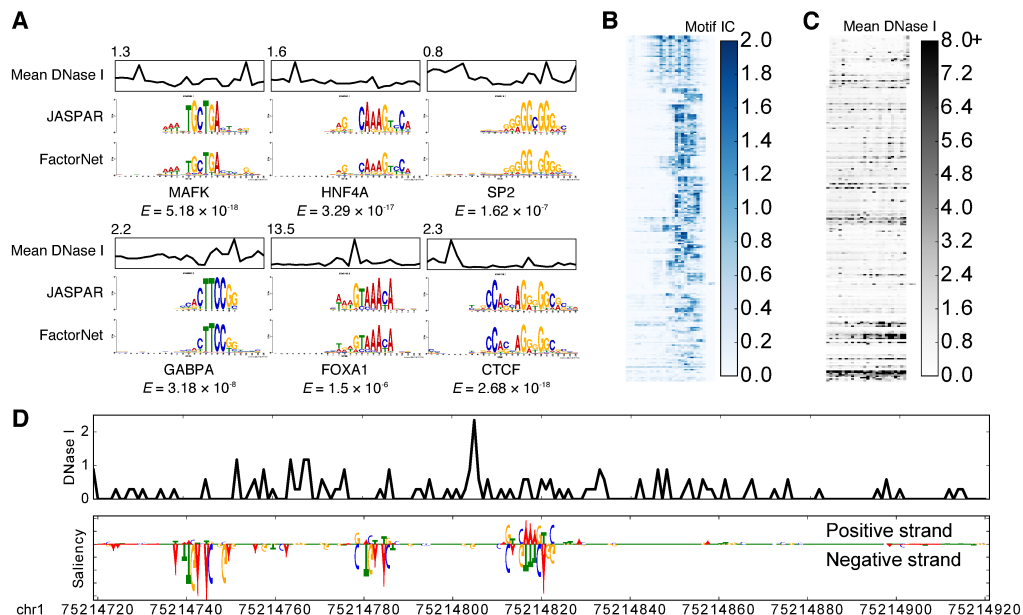 A
B
C
1.3
1.6
0.8
Mean DNase I
JASPAR
FactorNet
MAFK
HNF4A
SP2
E = 5.18 × 10-18
E = 3.29 × 10-17
E = 1.62 × 10-7
2.2
13.5
2.3
Mean DNase I
JASPAR
FactorNet
GABPA
FOXA1
CTCF
E = 3.18 × 10-8
E = 1.5 × 10-6
E = 2.68 × 10-18
Motif IC
2.0
1.8
1.6
1.4
1.2
1.0
0.8
0.6
0.4
0.2
0.0
Mean DNase I
8.0+
7.2
6.4
5.6
4.8
4.0
3.2
2.4
1.6
0.8
0.0
D
DNase I
2
1
0
Saliency
Positive strand
Negative strand
chr1
75214720 75214740 75214760 75214780 75214800 75214820 75214840 75214860 75214880 75214900 75214920